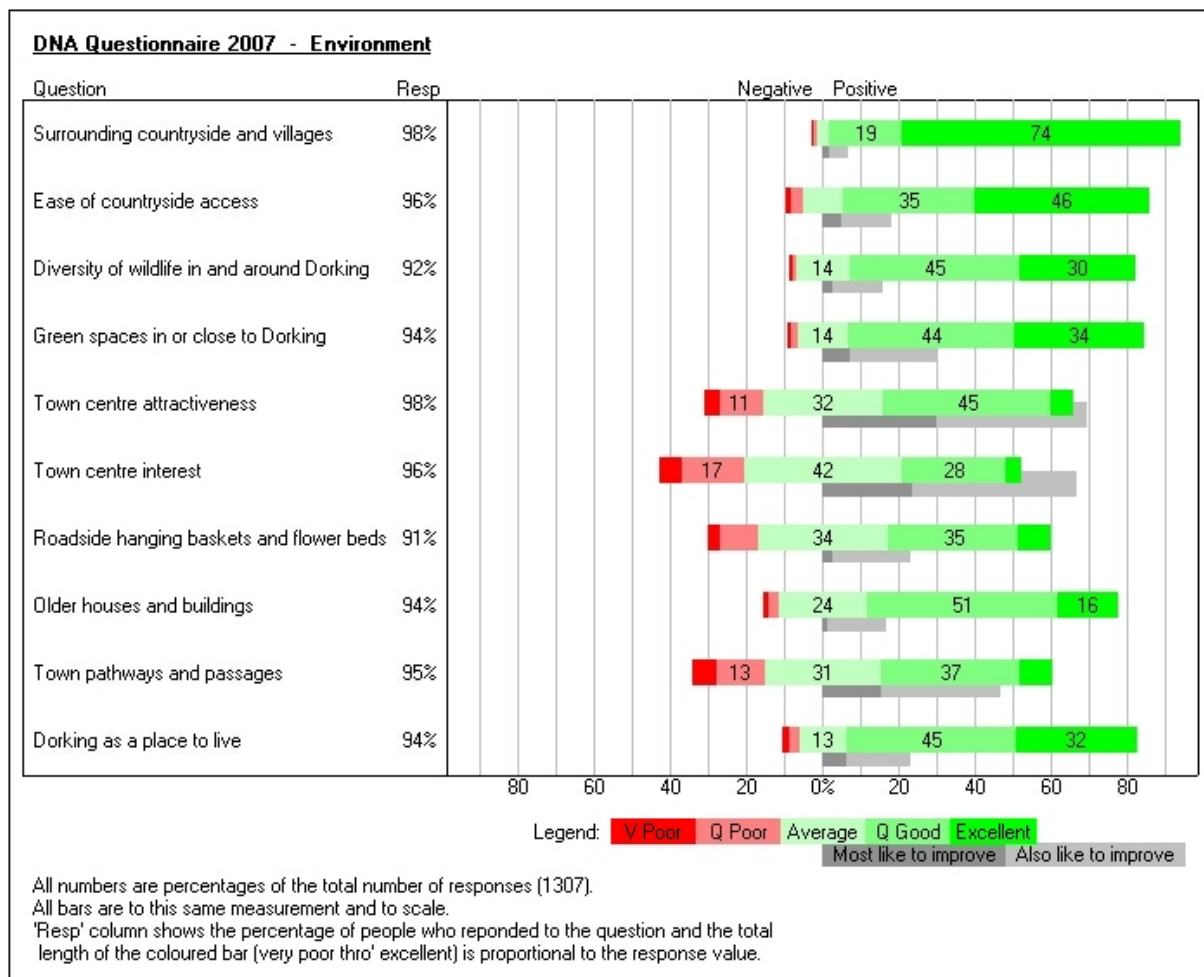 DNA Questionnaire 2007 - Environment
Question Resp Negative Positive
Surrounding countryside and villages 98% 19 74
Ease of countryside access 96% 35 46
Diversity of wildlife in and around Dorking 92% 14 45 30
Green spaces in or close to Dorking 94% 14 44 34
Town centre attractiveness 98% 11 32 45
Town centre interest 96% 17 42 28
Roadside hanging baskets and flower beds 91% 34 35
Older houses and buildings 94% 24 51 16
Town pathways and passages 95% 13 31 37
Dorking as a place to live 94% 13 45 32
80 60 40 20 0% 20 40 60 80
Legend: V Poor Q Poor Average Q Good Excellent
Most like to improve Also like to improve
All numbers are percentages of the total number of responses (1307).
All bars are to this same measurement and to scale.
'Resp' column shows the percentage of people who reponded to the question and the total
length of the coloured bar (very poor thro' excellent) is proportional to the response value.